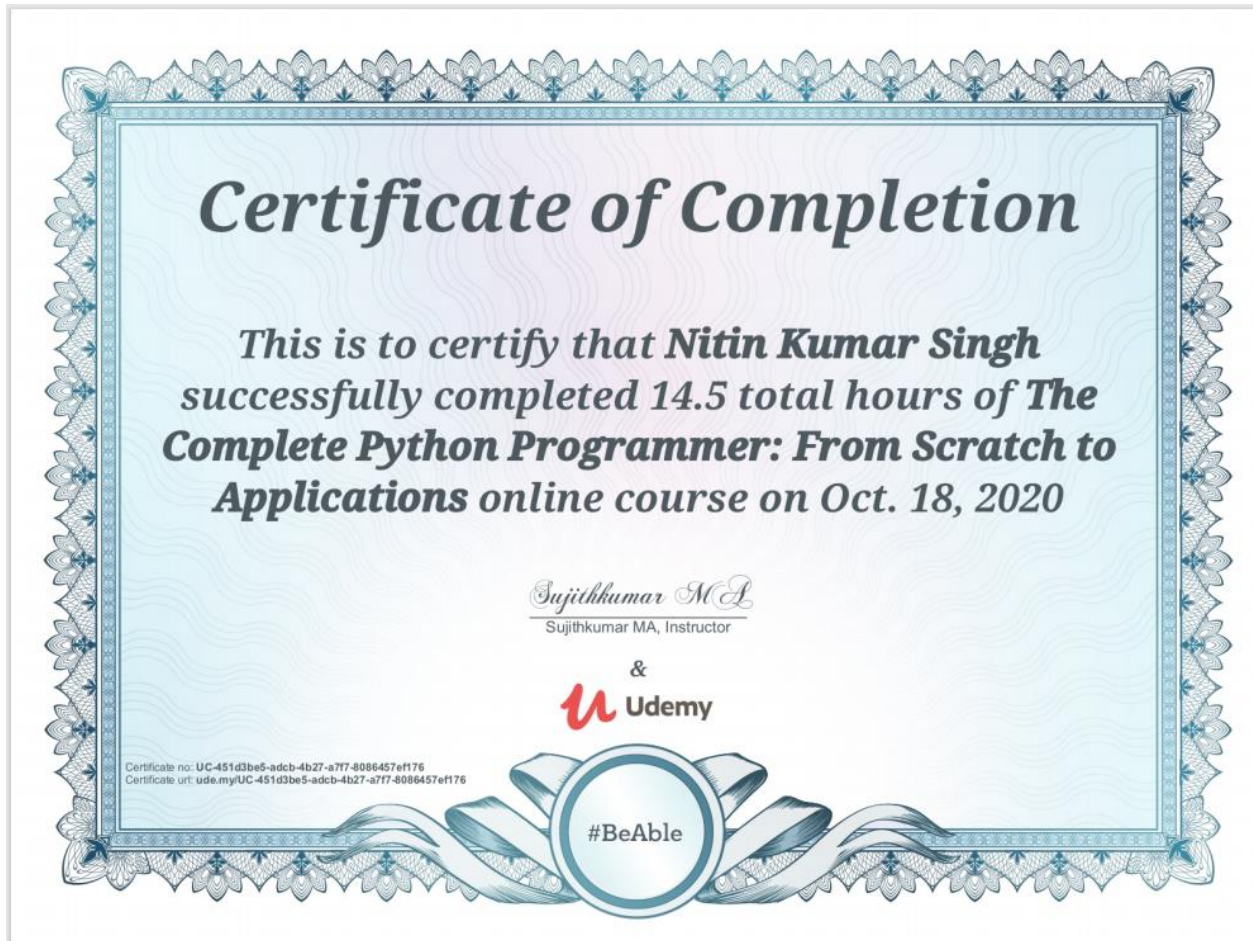 Certificate of Completion
This is to certify that Nitin Kumar Singh
successfully completed 14.5 total hours of The
Complete Python Programmer: From Scratch to
Applications online course on Oct. 18, 2020
Sujithkumar MA
Sujithkumar MA, Instructor
&
Udemy
Certificate no: UC-451d3be5-adcb-4b27-a7f7-8086457ef176
Certificate url: ude.my/UC-451d3be5-adcb-4b27-a7f7-8086457ef176
#BeAble